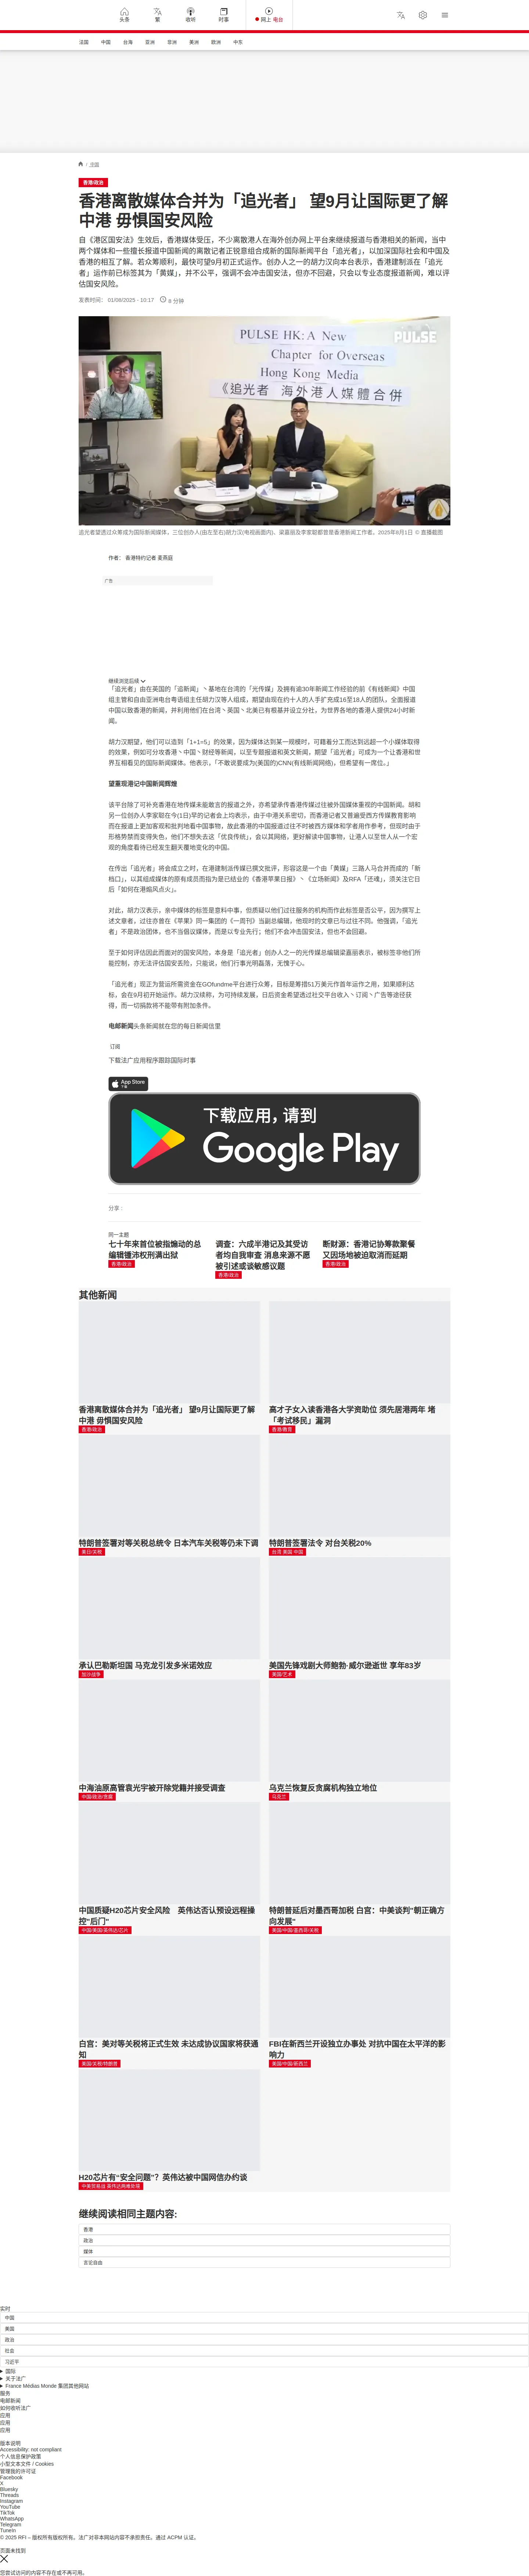 头条
繁
收听
时事
网上 电台
法国
中国
台海
亚洲
非洲
美洲
欧洲
中东
/ 中国
香港/政治
香港离散媒体合并为「追光者」 望9月让国际更了解
中港 毋惧国安风险
自《港区国安法》生效后，香港媒体受压，不少离散港人在海外创办网上平台来继续报道与香港相关的新闻，当中
两个媒体和一些擅长报道中国新闻的离散记者正锐意组合成新的国际新闻平台「追光者」，以加深国际社会和中国及
香港的相互了解。若众筹顺利，最快可望9月初正式运作。创办人之一的胡力汉向本台表示，香港建制派在「追光
者」运作前已标签其为「黄媒」，并不公平，强调不会冲击国安法，但亦不回避，只会以专业态度报道新闻，难以评
估国安风险。
发表时间： 01/08/2025 - 10:17
8 分钟
PULSE HK: A New
Chapter for Overseas
Hong Kong Media
《追光者 海外港人媒體合併
PULSE
追光者望透过众筹成为国际新闻媒体，三位创办人(由左至右)胡力汉(电视画面内)、梁嘉丽及李家聪都曾是香港新闻工作者。2025年8月1日 © 直播截图
作者： 香港特约记者 麦燕庭
广告
继续浏览后续
「追光者」由在英国的「追新闻」丶基地在台湾的「光传媒」及拥有逾30年新闻工作经验的前《有线新闻》中国
组主管和自由亚洲电台粤语组主任胡力汉等人组成，期望由现在约十人的人手扩充成16至18人的团队，全面报道
中国以致香港的新闻，并利用他们在台湾丶英国丶北美已有根基并设立分社，为世界各地的香港人提供24小时新
闻。
胡力汉期望，他们可以造到「1+1=5」的效果，因为媒体达到某一规模时，可藉着分工而达到远超一个小媒体取得
的效果，例如可分攻香港丶中国丶财经等新闻，以至专题报道和英文新闻，期望「追光者」可成为一个让香港和世
界互相看见的国际新闻媒体。他表示，「不敢说要成为(美国的)CNN(有线新闻网络)，但希望有一席位。」
望重现港记中国新闻辉煌
该平台除了可补充香港在地传媒未能敢言的报道之外，亦希望承传香港传媒过往被外国媒体重视的中国新闻。胡和
另一位创办人李家聪在今(1日)早的记者会上均表示，由于中港关系密切，而香港记者又普遍受西方传媒教育影响
而在报道上更加客观和批判地看中国事物，故此香港的中国报道过往不时被西方媒体和学者用作参考，但现时由于
形格势禁而变得失色，他们不想失去这「优良传统」，会以其网络，更好解读中国事物，让港人以至世人从一个宏
观的角度看待已经发生翻天覆地变化的中国。
在传出「追光者」将会成立之时，在港建制派传媒已撰文批评，形容这是一个由「黄媒」三路人马合并而成的「新
档口」，以其组成媒体的原有成员而指为是已结业的《香港苹果日报》丶《立场新闻》及RFA「还魂」，须关注它日
后「如何在港煽风点火」。
对此，胡力汉表示，亲中媒体的标签是意料中事，但质疑以他们过往服务的机构而作此标签是否公平，因为撰写上
述文章者，过往亦曾在《苹果》同一集团的《一周刊》当副总编辑，他现时的文章已与过往不同。他强调，「追光
者」不是政治团体，也不当倡议媒体，而是以专业先行；他们不会冲击国安法，但也不会回避。
至于如何评估因此而面对的国安风险，本身是「追光者」创办人之一的光传媒总编辑梁嘉丽表示，被标签非他们所
能控制，亦无法评估国安丢险，只能说，他们行事光明磊落，无愧于心。
「追光者」现正为营运所需资金在GOfundme平台进行众筹，目标是筹措51万美元作首年运作之用，如果顺利达
标，会在9月初开始运作。胡力汉续称，为可持续发展，日后资金希望透过社交平台收入丶订阅丶广告等途径获
得，而一切捐款将不能带有附加条件。
电邮新闻头条新闻就在您的每日新闻信里
订阅
下载法广应用程序跟踪国际时事
App Store
下载
下载应用，请到
Google Play
分享：
同一主题
七十年来首位被指煽动的总
编辑锺沛权刑满出狱
香港/政治
调查：六成半港记及其受访
者均自我审查 消息来源不愿
被引述或谈敏感议题
香港/政治
断财源：香港记协筹款聚餐
又因场地被迫取消而延期
香港/政治
其他新闻
香港离散媒体合并为「追光者」 望9月让国际更了解
中港 毋惧国安风险
香港/政治
高才子女入读香港各大学资助位 须先居港两年 堵
「考试移民」漏洞
香港/教育
特朗普签署对等关税总统令 日本汽车关税等仍未下调
美日/关税
特朗普签署法令 对台关税20%
台湾 美国 中国
承认巴勒斯坦国 马克龙引发多米诺效应
加沙战争
美国先锋戏剧大师鲍勃·威尔逊逝世 享年83岁
美国/艺术
中海油原高管袁光宇被开除党籍并接受调查
中国/政治/贪腐
乌克兰恢复反贪腐机构独立地位
乌克兰
中国质疑H20芯片安全风险　英伟达否认预设远程操
控"后门"
中国/美国/英伟达/芯片
特朗普延后对墨西哥加税 白宫：中美谈判"朝正确方
向发展"
美国/中国/墨西哥/关税
白宫：美对等关税将正式生效 未达成协议国家将获通
知
美国/关税/特朗普
FBI在新西兰开设独立办事处 对抗中国在太平洋的影
响力
美国/中国/新西兰
H20芯片有"安全问题"？英伟达被中国网信办约谈
中美贸易战 英伟达两难处境
继续阅读相同主题内容:
香港
政治
媒体
言论自由
实时
中国
美国
政治
社会
习近平
国际
关于法广
France Médias Monde 集团其他网站
服务
电邮新闻
如何收听法广
应用
应用
应用
版本说明
Accessibility: not compliant
个人信息保护政策
小型文本文件 / Cookies
管理我的许可证
Facebook
X
Bluesky
Threads
Instagram
YouTube
TikTok
WhatsApp
Telegram
TuneIn
© 2025 RFI – 版权所有版权所有。法广对非本网站内容不承担责任。通过 ACPM 认证。
页面未找到
您尝试访问的内容不存在或不再可用。